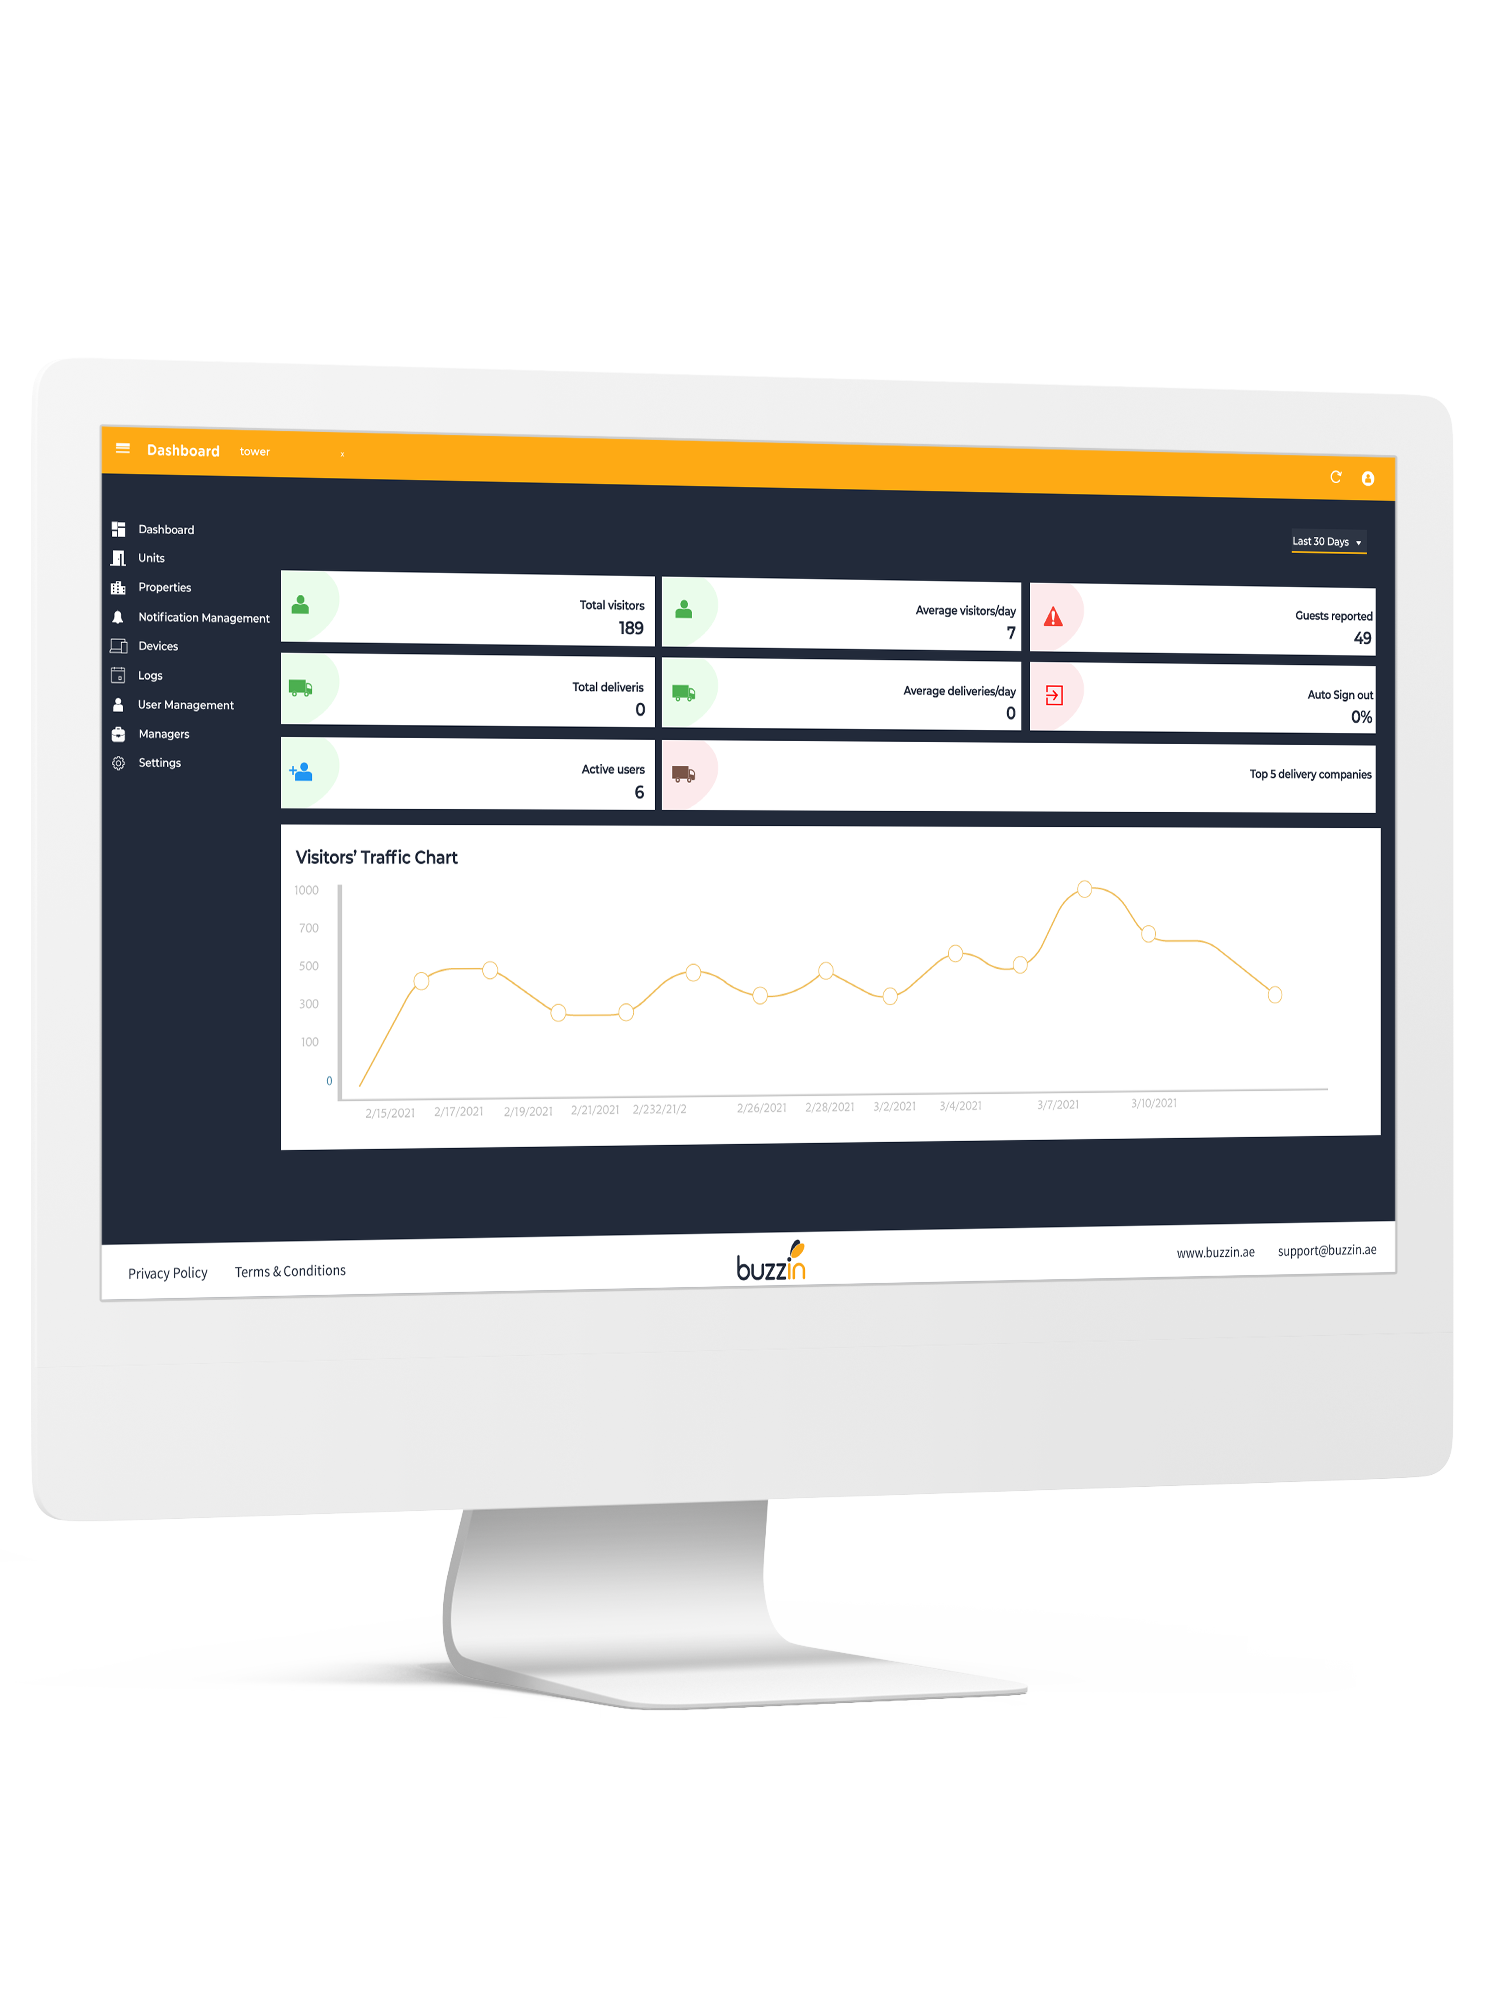 Dashboard tower x
Last 30 Days
Dashboard
Units
Properties
Notification Management
Devices
Logs
User Management
Managers
Settings
Total visitors
189
Average visitors/day
7
Guests reported
49
Total deliveris
0
Average deliveries/day
0
Auto Sign out
0%
Active users
6
Top 5 delivery companies
Visitors’ Traffic Chart
1000
700
500
300
100
0
2/15/2021 2/17/2021 2/19/2021 2/21/2021 2/232/21/2 2/26/2021 2/28/2021 3/2/2021 3/4/2021 3/7/2021 3/10/2021
Privacy Policy Terms & Conditions buzzin www.buzzin.ae support@buzzin.ae